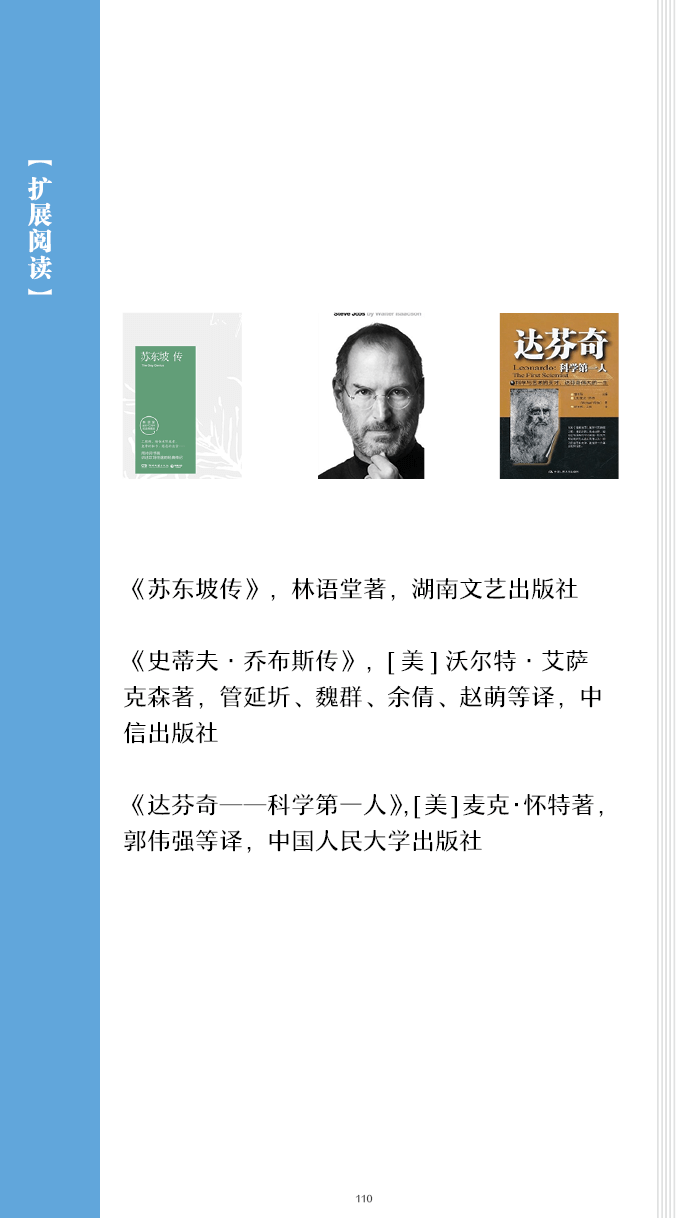 【扩展阅读】
苏东坡 传
Steve Jobs by Walter Isaacson
达芬奇
Leonardo:
科学第一人
The First Scientist
《苏东坡传》，林语堂著，湖南文艺出版社
《史蒂夫·乔布斯传》，[美]沃尔特·艾萨
克森著，管延圻、魏群、余倩、赵萌等译，中
信出版社
《达芬奇——科学第一人》，[美]麦克·怀特著，
郭伟强等译，中国人民大学出版社
110